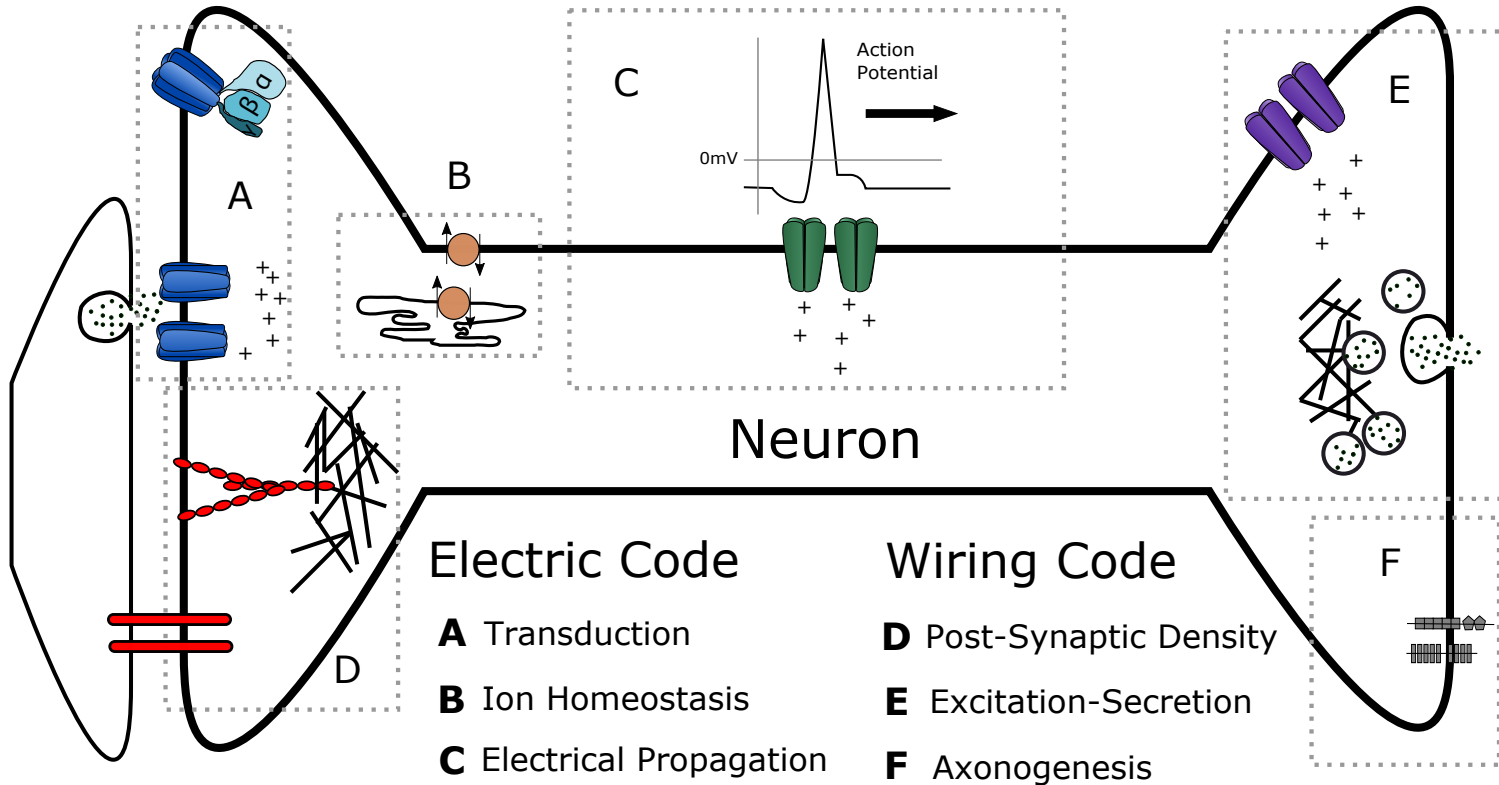 α
β
γ
A
B
C
Action
Potential
0mV
E
+ + + + + + +
+ + + + + +
+ + + + + +
Neuron
D
F
Electric Code
A Transduction
B Ion Homeostasis
C Electrical Propagation
Wiring Code
D Post-Synaptic Density
E Excitation-Secretion
F Axonogenesis